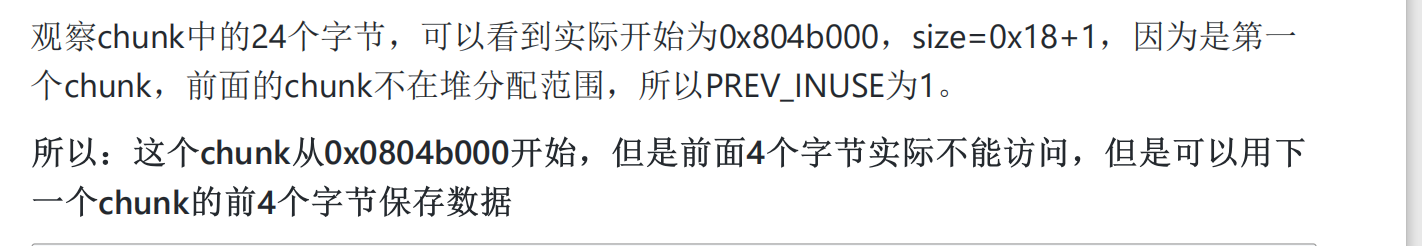 观察chunk中的24个字节，可以看到实际开始为0x804b000，size=0x18+1，因为是第一
个chunk，前面的chunk不在堆分配范围，所以PREV_INUSE为1。
所以：这个chunk从0x0804b000开始，但是前面4个字节实际不能访问，但是可以用下
一个chunk的前4个字节保存数据